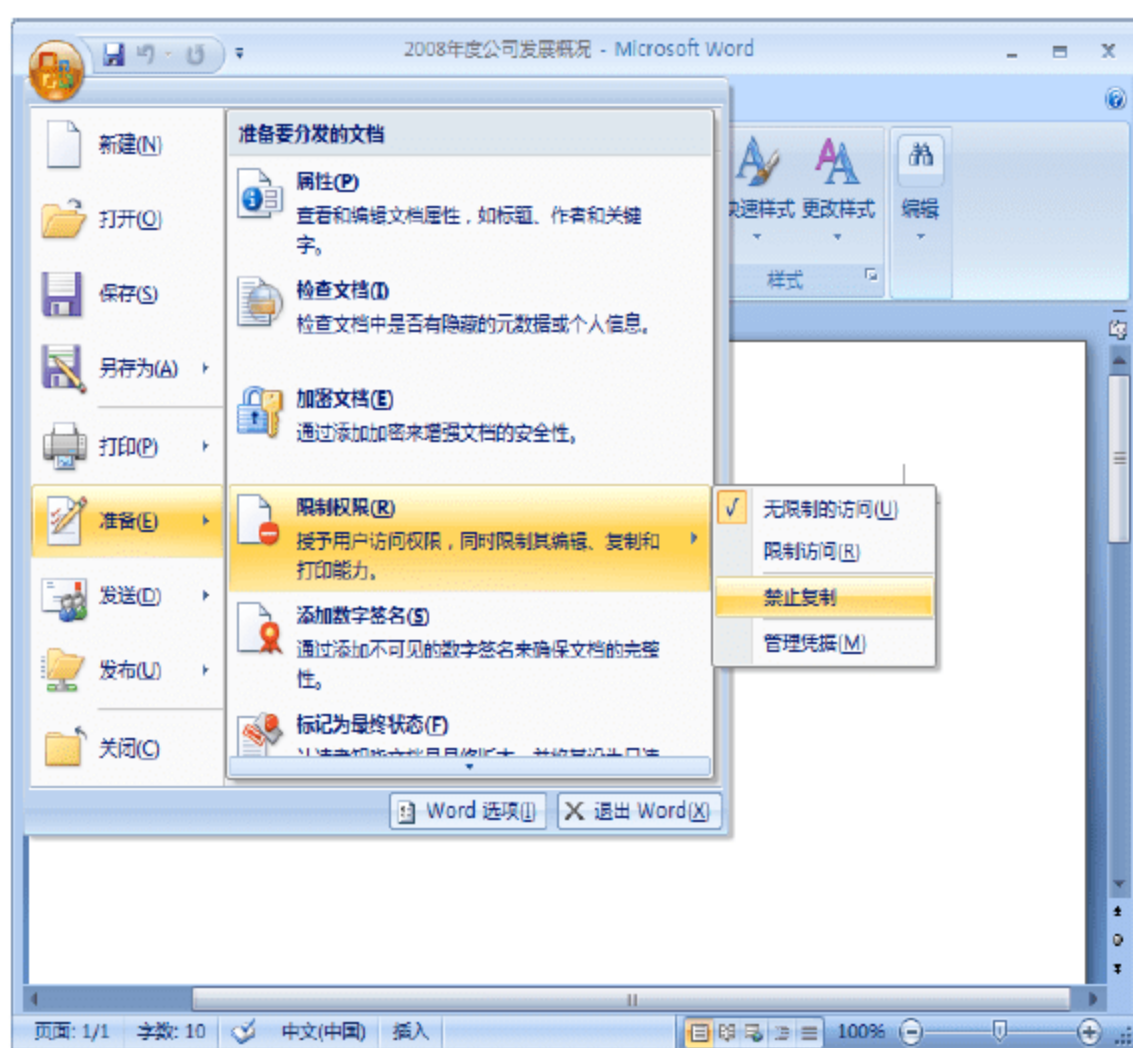 2008年度公司发展概况 - Microsoft Word
新建(N)
打开(O)
保存(S)
另存为(A)
打印(P)
准备(E)
发送(D)
发布(U)
关闭(C)
准备要分发的文档
属性(P)
查看和编辑文档属性，如标题、作者和关键
字。
检查文档(I)
检查文档中是否有隐藏的元数据或个人信息。
加密文档(E)
通过添加加密来增强文档的安全性。
限制权限(R)
授予用户访问权限，同时限制其编辑、复制和
打印能力。
添加数字签名(S)
通过添加不可见的数字签名来确保文档的完整
性。
标记为最终状态(F)
无限制的访问(U)
限制访问(R)
禁止复制
管理凭据(M)
快速样式 更改样式 编辑
样式
Word 选项(I) 退出 Word(X)
页面: 1/1 字数: 10 中文(中国) 插入 100%